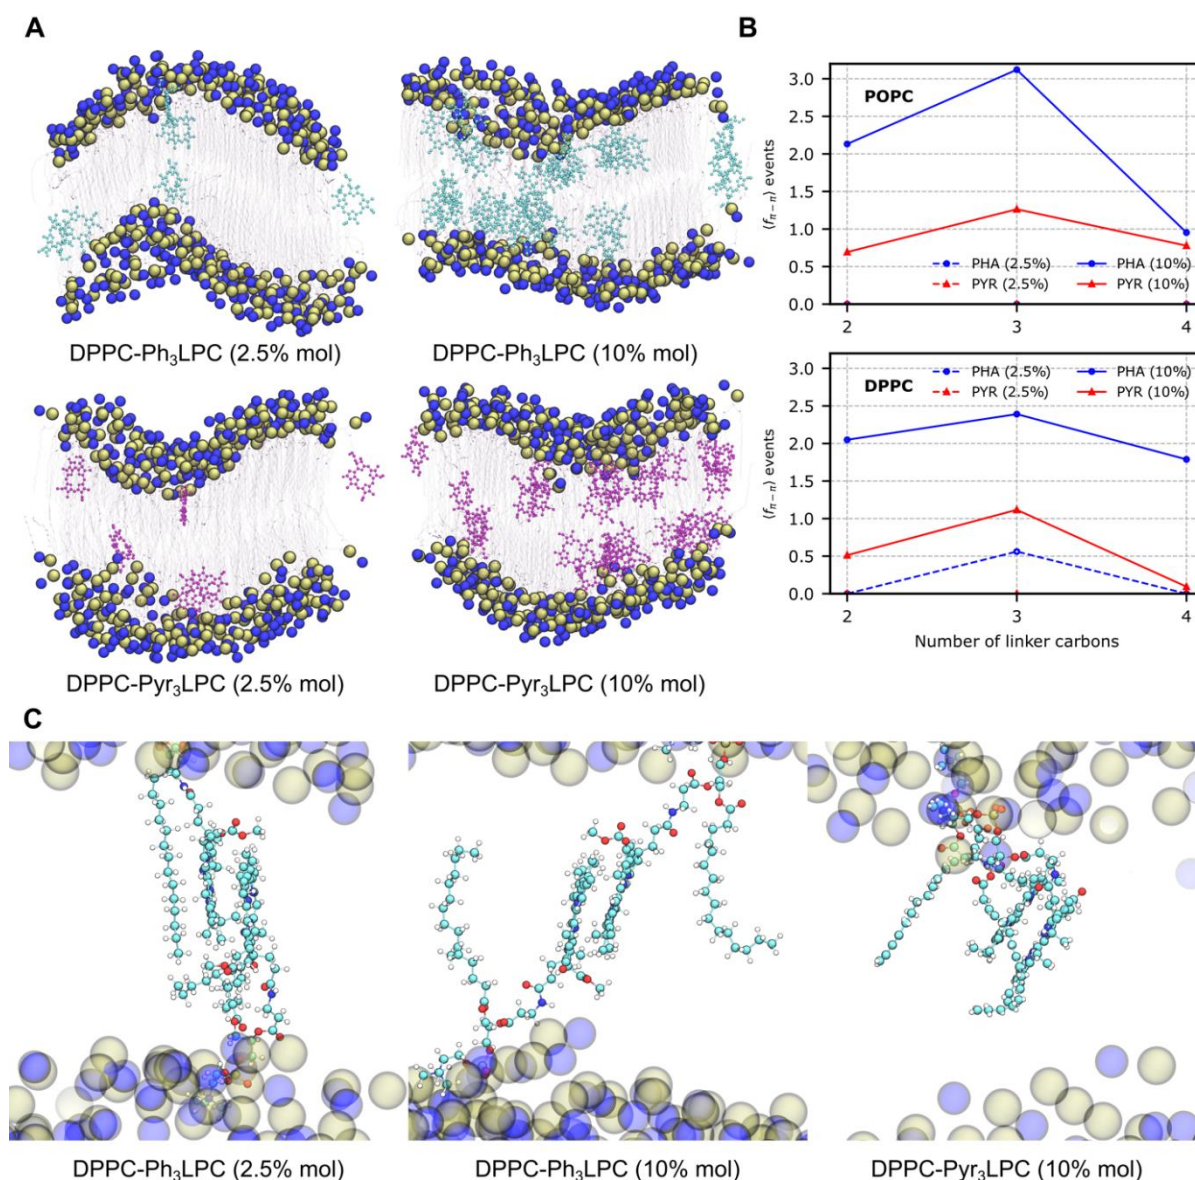 A
B
DPPC-Ph₃LPC (2.5% mol)
DPPC-Ph₃LPC (10% mol)
DPPC-Pyr₃LPC (2.5% mol)
DPPC-Pyr₃LPC (10% mol)
POPC
⟨fπ−π⟩ events
3.0
2.5
2.0
1.5
1.0
0.5
0.0
PHA (2.5%)
PYR (2.5%)
PHA (10%)
PYR (10%)
2
3
4
DPPC
⟨fπ−π⟩ events
3.0
2.5
2.0
1.5
1.0
0.5
0.0
PHA (2.5%)
PYR (2.5%)
PHA (10%)
PYR (10%)
2
3
4
Number of linker carbons
C
DPPC-Ph₃LPC (2.5% mol)
DPPC-Ph₃LPC (10% mol)
DPPC-Pyr₃LPC (10% mol)